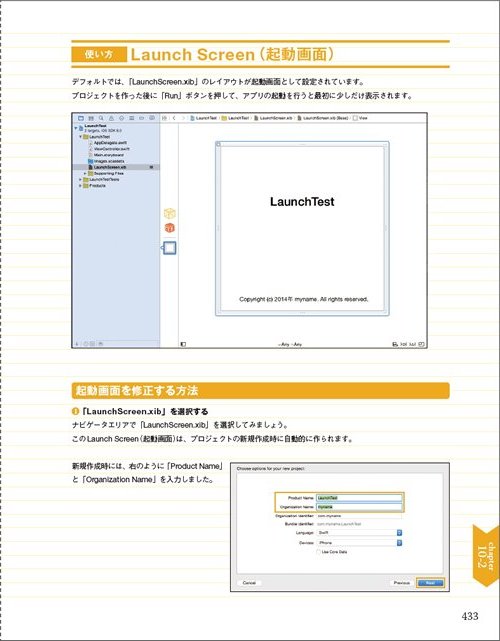 使い方 Launch Screen（起動画面）
デフォルトでは、「LaunchScreen.xib」のレイアウトが起動画面として設定されています。
プロジェクトを作った後に「Run」ボタンを押して、アプリの起動を行うと最初に少しだけ表示されます。
LaunchTest › LaunchTest › LaunchScreen.xib › LaunchScreen.xib (Base) › View
LaunchTest
2 targets, iOS SDK 8.0
LaunchTest
AppDelegate.swift
ViewController.swift
Main.storyboard
Images.xcassets
LaunchScreen.xib
Supporting Files
LaunchTestTests
Products
LaunchTest
Copyright (c) 2014年 myname. All rights reserved.
起動画面を修正する方法
❶「LaunchScreen.xib」を選択する
ナビゲータエリアで「LaunchScreen.xib」を選択してみましょう。
このLaunch Screen（起動画面）は、プロジェクトの新規作成時に自動的に作られます。
新規作成時には、右のように「Product Name」
と「Organization Name」を入力しました。
Choose options for your new project:
Product Name: LaunchTest
Organization Name: myname
Organization Identifier: com.myname
Bundle Identifier: com.myname.LaunchTest
Language: Swift
Devices: iPhone
Use Core Data
Cancel Previous Next
chapter
10-2
433